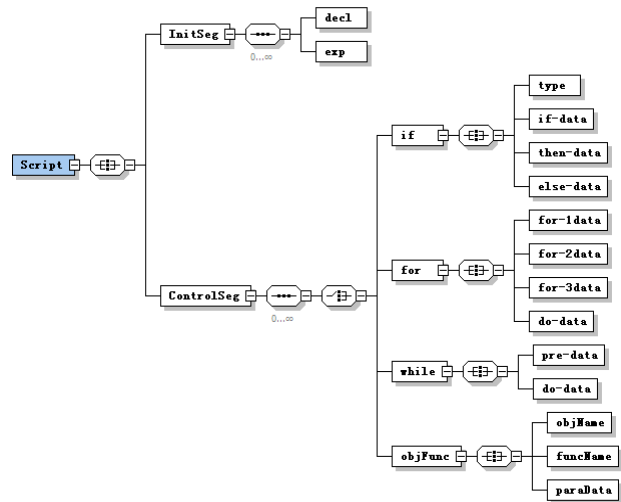 decl
InitSeg
exp
0...∞
type
if-data
if
then-data
else-data
Script
for-1data
for-2data
for
for-3data
ControlSeg
0...∞
do-data
pre-data
while
do-data
objName
objFunc
funcName
paraData